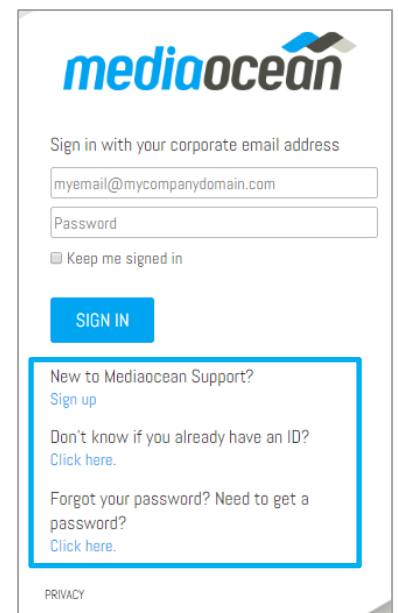 mediaocean
Sign in with your corporate email address
myemail@mycompanydomain.com
Password
Keep me signed in
SIGN IN
New to Mediaocean Support?
Sign up
Don't know if you already have an ID?
Click here.
Forgot your password? Need to get a
password?
Click here.
PRIVACY